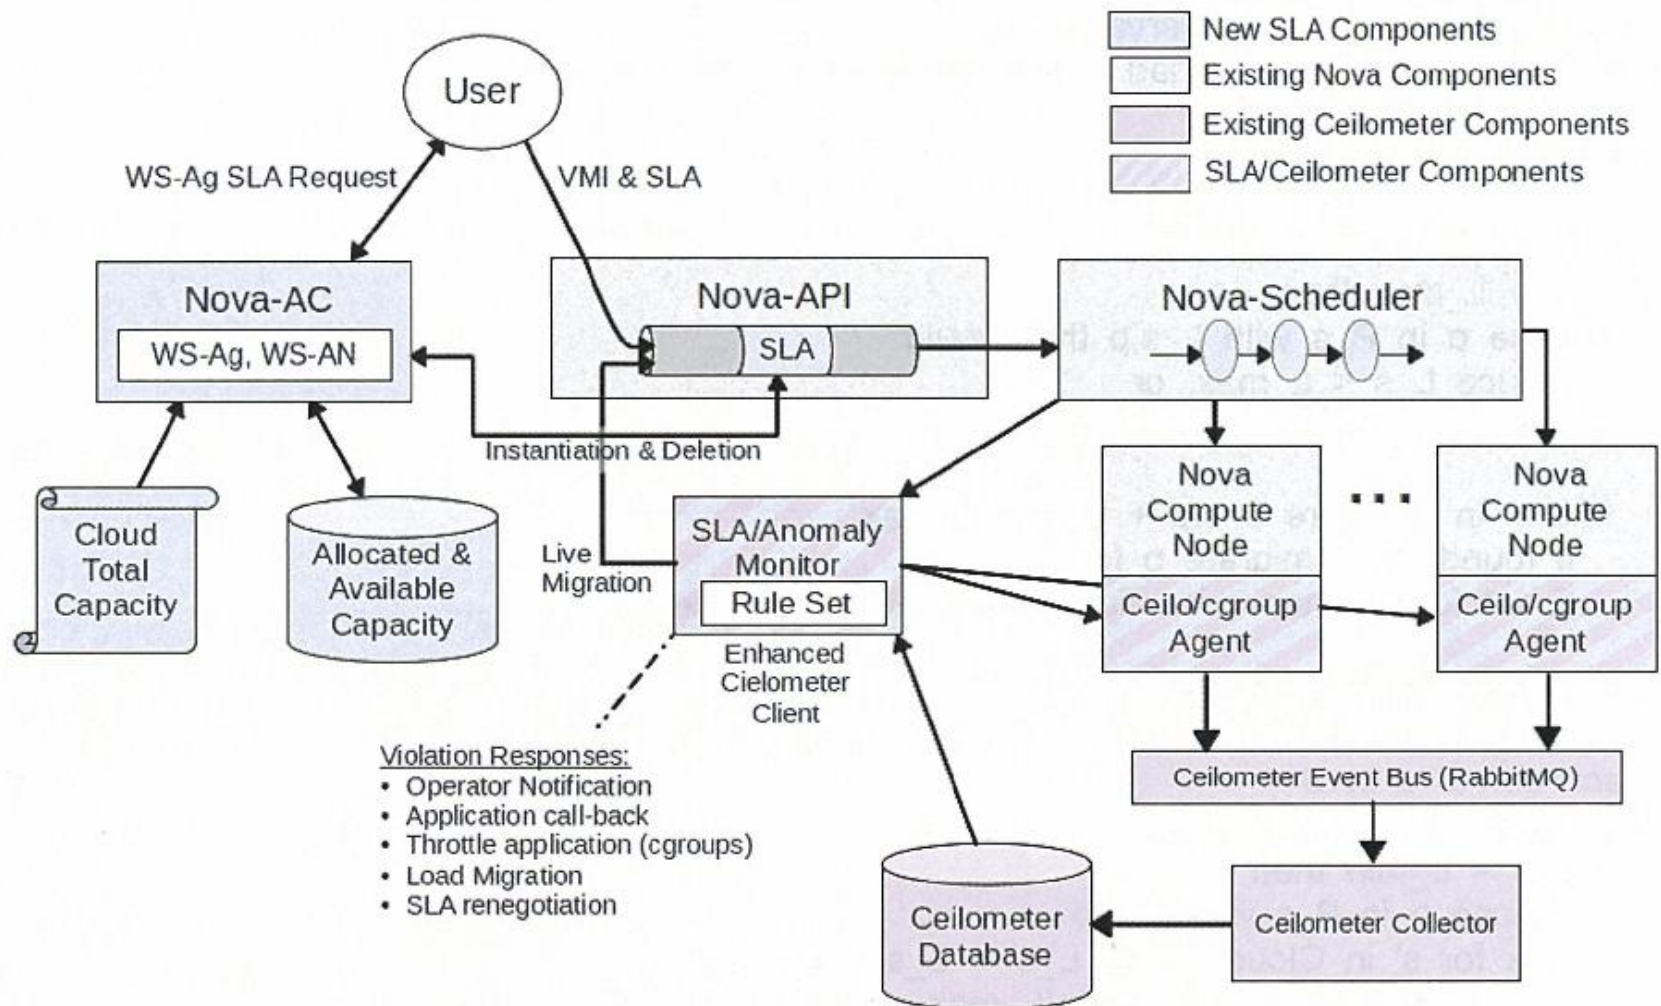 New SLA Components
Existing Nova Components
Existing Ceilometer Components
SLA/Ceilometer Components
User
WS-Ag SLA Request
VMI & SLA
Nova-AC
WS-Ag, WS-AN
Nova-API
SLA
Nova-Scheduler
Instantiation & Deletion
Cloud
Total
Capacity
Allocated &
Available
Capacity
Live
Migration
SLA/Anomaly
Monitor
Rule Set
Enhanced
Cielometer
Client
Nova
Compute
Node
Ceilo/cgroup
Agent
...
Nova
Compute
Node
Ceilo/cgroup
Agent
Violation Responses:
• Operator Notification
• Application call-back
• Throttle application (cgroups)
• Load Migration
• SLA renegotiation
Ceilometer Event Bus (RabbitMQ)
Ceilometer
Database
Ceilometer Collector